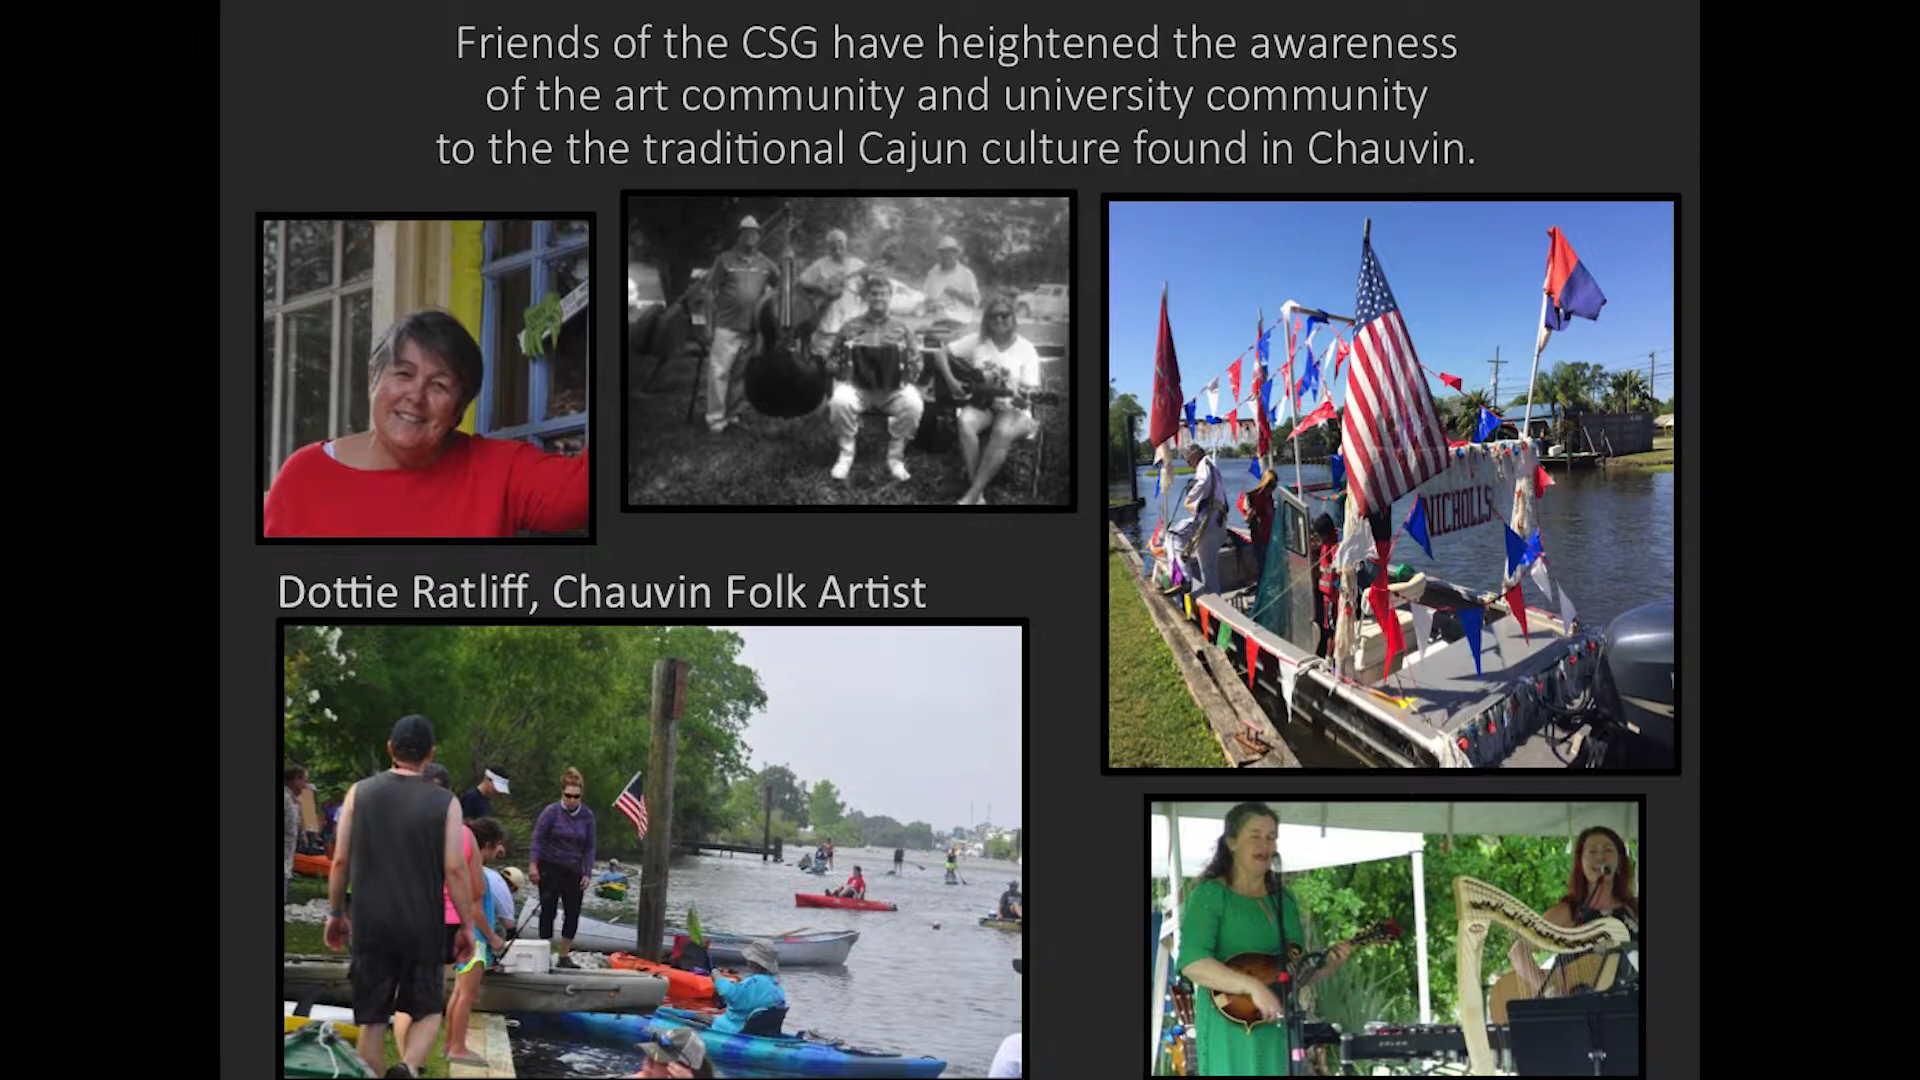 Friends of the CSG have heightened the awareness
of the art community and university community
to the the traditional Cajun culture found in Chauvin.
NICHOLLS
Dottie Ratliff, Chauvin Folk Artist